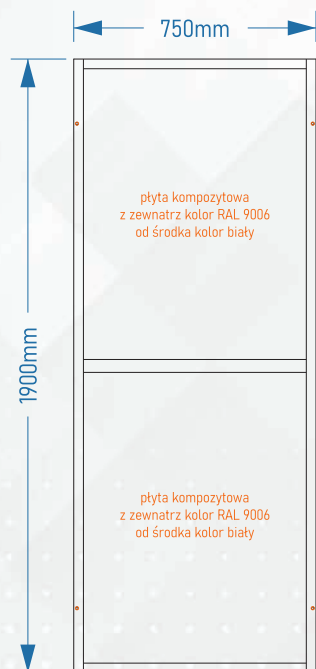 750mm
płyta kompozytowa
z zewnatrz kolor RAL 9006
od środka kolor biały
1900mm
płyta kompozytowa
z zewnatrz kolor RAL 9006
od środka kolor biały